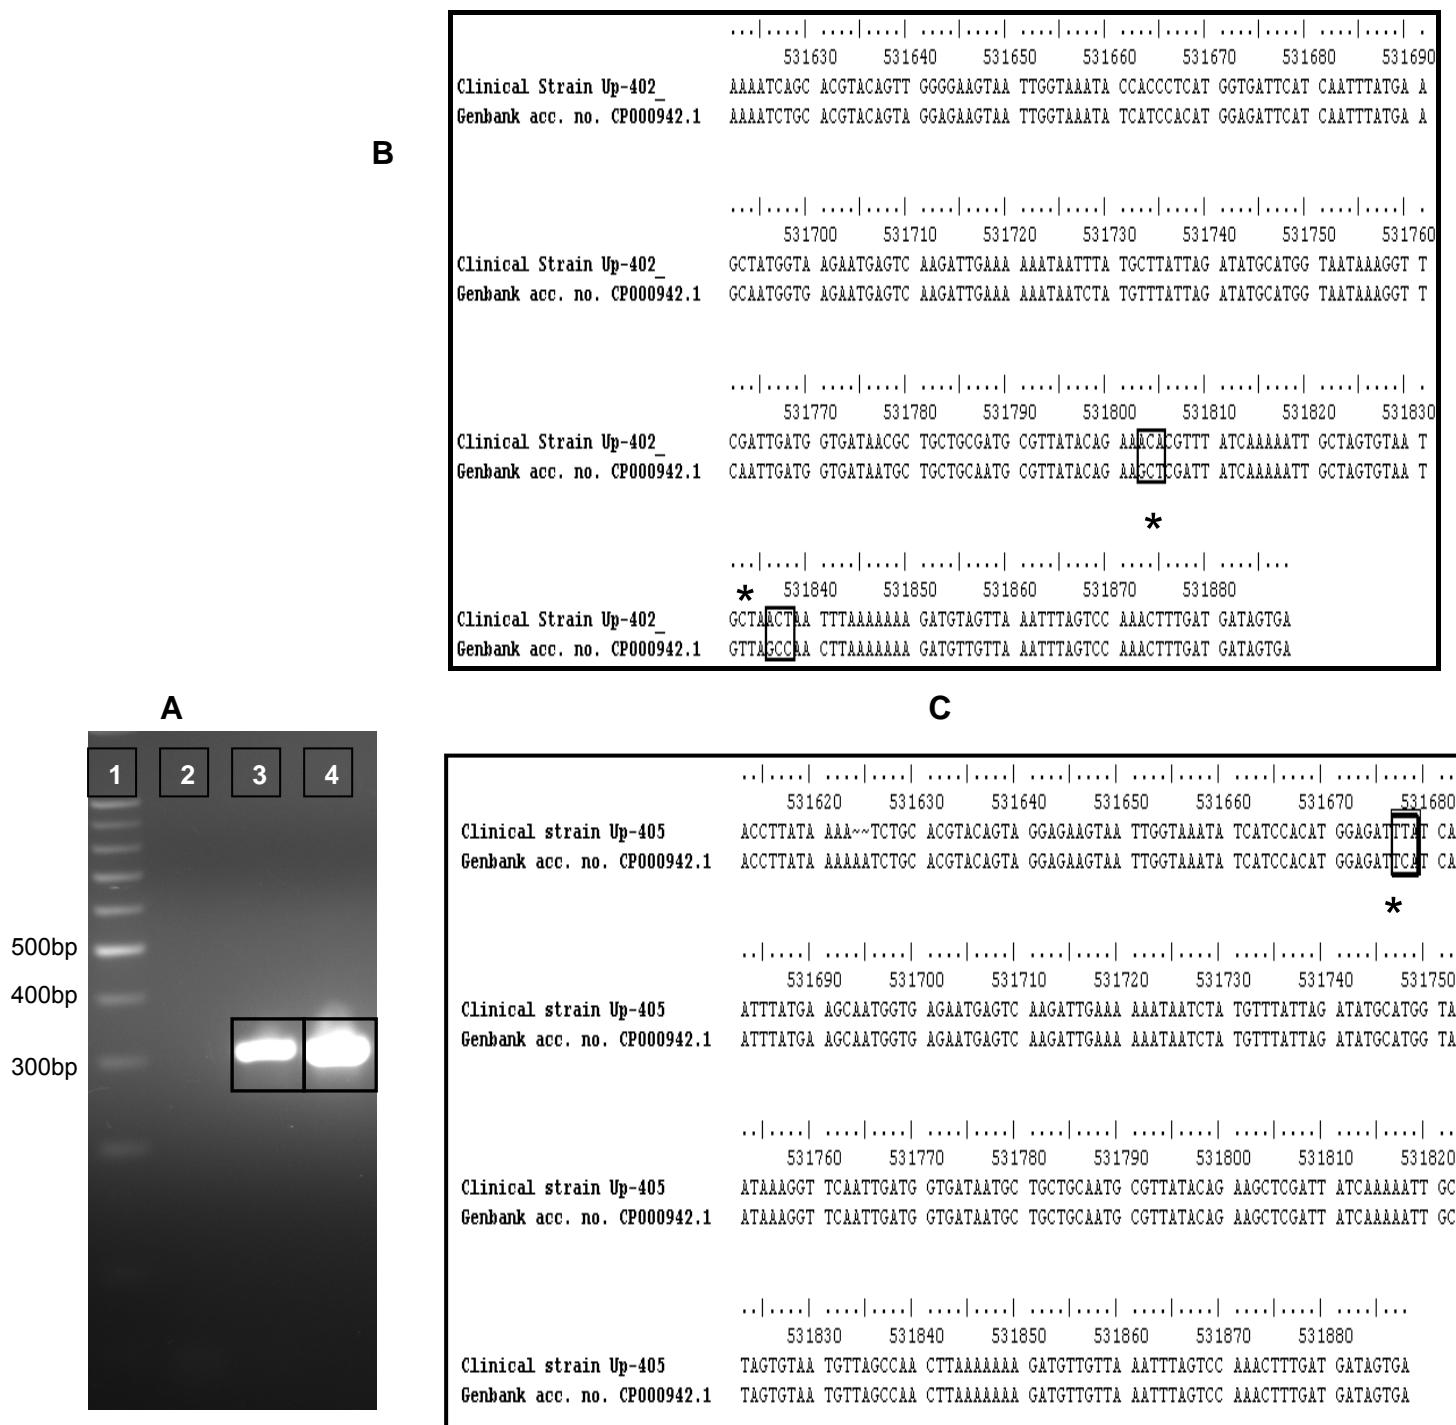 ...|....| ....|....| ....|....| ....|....| ....|....| ....|....| ....|....| .
531630 531640 531650 531660 531670 531680 531690
Clinical Strain Up-402_ AAAATCAGC ACGTACAGTT GGGGAAGTAA TTGGTAAATA CCACCCTCAT GGTGATTCAT CAATTTATGA A
Genbank acc. no. CP000942.1 AAAATCTGC ACGTACAGTA GGAGAAGTAA TTGGTAAATA TCATCCACAT GGAGATTCAT CAATTTATGA A
B
...|....| ....|....| ....|....| ....|....| ....|....| ....|....| ....|....| .
531700 531710 531720 531730 531740 531750 531760
Clinical Strain Up-402_ GCTATGGTA AGAATGAGTC AAGATTGAAA AAATAATTTA TGCTTATTAG ATATGCATGG TAATAAAGGT T
Genbank acc. no. CP000942.1 GCAATGGTG AGAATGAGTC AAGATTGAAA AAATAATCTA TGTTTATTAG ATATGCATGG TAATAAAGGT T
...|....| ....|....| ....|....| ....|....| ....|....| ....|....| ....|....| .
531770 531780 531790 531800 531810 531820 531830
Clinical Strain Up-402_ CGATTGATG GTGATAACGC TGCTGCGATG CGTTATACAG AAACACGTTT ATCAAAAATT GCTAGTGTAA T
Genbank acc. no. CP000942.1 CAATTGATG GTGATAATGC TGCTGCAATG CGTTATACAG AAGCTCGATT ATCAAAAATT GCTAGTGTAA T
*
...|....| ....|....| ....|....| ....|....| ....|....| ....|...
* 531840 531850 531860 531870 531880
Clinical Strain Up-402_ GCTAACTAA TTTAAAAAAA GATGTAGTTA AATTTAGTCC AAACTTTGAT GATAGTGA
Genbank acc. no. CP000942.1 GTTAGCCAA CTTAAAAAAA GATGTTGTTA AATTTAGTCC AAACTTTGAT GATAGTGA
A
1 2 3 4
500bp
400bp
300bp
C
..|....| ....|....| ....|....| ....|....| ....|....| ....|....| ....|....| ..
531620 531630 531640 531650 531660 531670 531680
Clinical strain Up-405 ACCTTATA AAA~~TCTGC ACGTACAGTA GGAGAAGTAA TTGGTAAATA TCATCCACAT GGAGATTTAT CA
Genbank acc. no. CP000942.1 ACCTTATA AAAAATCTGC ACGTACAGTA GGAGAAGTAA TTGGTAAATA TCATCCACAT GGAGATTCAT CA
*
..|....| ....|....| ....|....| ....|....| ....|....| ....|....| ....|....| ..
531690 531700 531710 531720 531730 531740 531750
Clinical strain Up-405 ATTTATGA AGCAATGGTG AGAATGAGTC AAGATTGAAA AAATAATCTA TGTTTATTAG ATATGCATGG TA
Genbank acc. no. CP000942.1 ATTTATGA AGCAATGGTG AGAATGAGTC AAGATTGAAA AAATAATCTA TGTTTATTAG ATATGCATGG TA
..|....| ....|....| ....|....| ....|....| ....|....| ....|....| ....|....| ..
531760 531770 531780 531790 531800 531810 531820
Clinical strain Up-405 ATAAAGGT TCAATTGATG GTGATAATGC TGCTGCAATG CGTTATACAG AAGCTCGATT ATCAAAAATT GC
Genbank acc. no. CP000942.1 ATAAAGGT TCAATTGATG GTGATAATGC TGCTGCAATG CGTTATACAG AAGCTCGATT ATCAAAAATT GC
..|....| ....|....| ....|....| ....|....| ....|....| ....|....| ....|...
531830 531840 531850 531860 531870 531880
Clinical strain Up-405 TAGTGTAA TGTTAGCCAA CTTAAAAAAA GATGTTGTTA AATTTAGTCC AAACTTTGAT GATAGTGA
Genbank acc. no. CP000942.1 TAGTGTAA TGTTAGCCAA CTTAAAAAAA GATGTTGTTA AATTTAGTCC AAACTTTGAT GATAGTGA